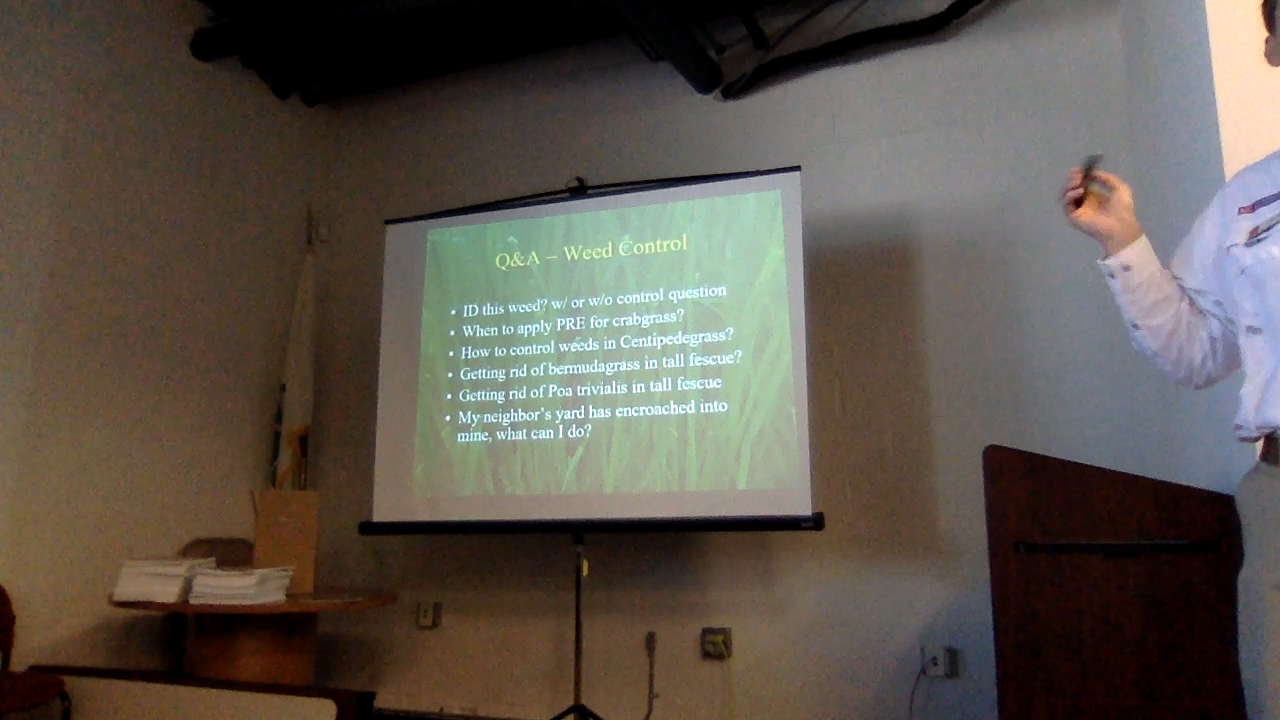 Q&A – Weed Control
• ID this weed? w/ or w/o control question
• When to apply PRE for crabgrass?
• How to control weeds in Centipedegrass?
• Getting rid of bermudagrass in tall fescue?
• Getting rid of Poa trivialis in tall fescue
• My neighbor's yard has encroached into
mine, what can I do?